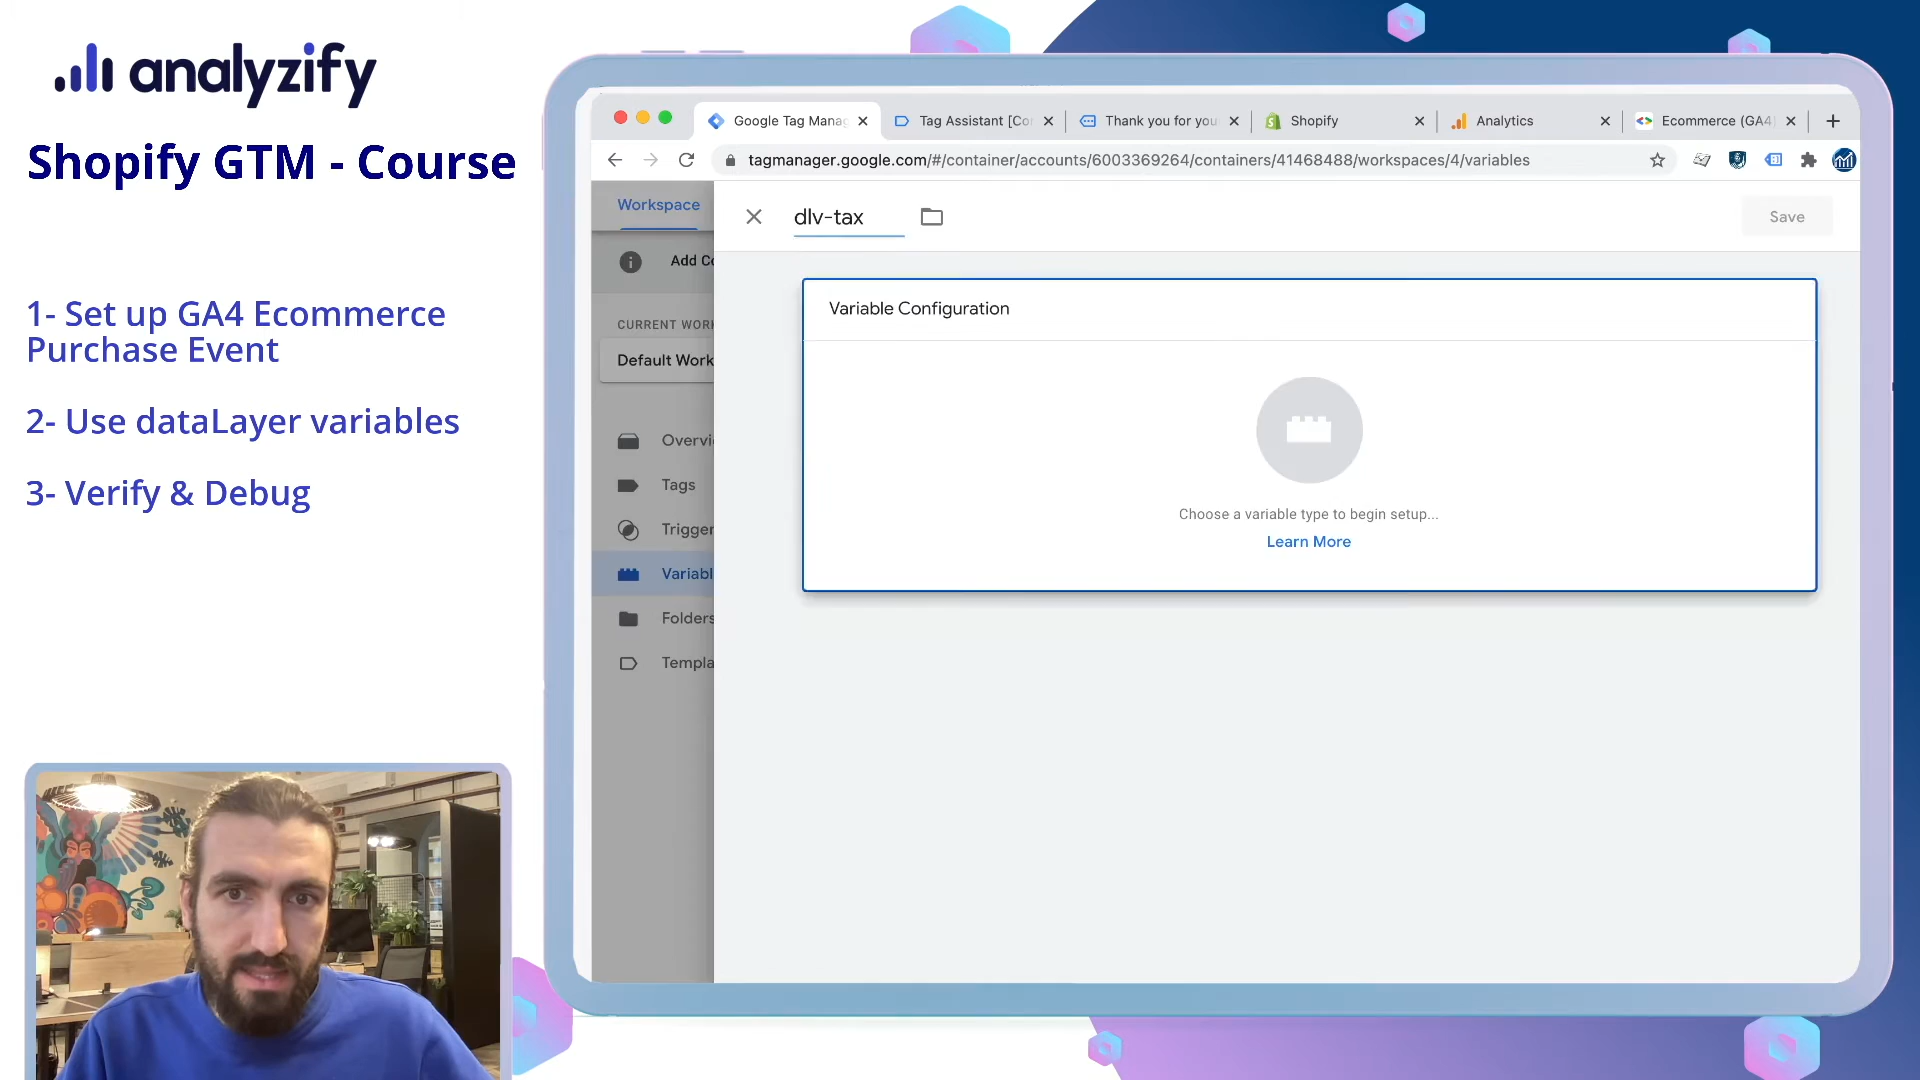 analyzify
Shopify GTM - Course
1- Set up GA4 Ecommerce
Purchase Event
2- Use dataLayer variables
3- Verify & Debug
Google Tag Mana
Tag Assistant [Co
Thank you for you
Shopify
Analytics
Ecommerce (GA4
tagmanager.google.com/#/container/accounts/6003369264/containers/41468488/workspaces/4/variables
Workspace
dlv-tax
Save
Add Co
CURRENT WORK
Default Work
Overvi
Tags
Trigger
Variabl
Folders
Templa
Variable Configuration
Choose a variable type to begin setup...
Learn More